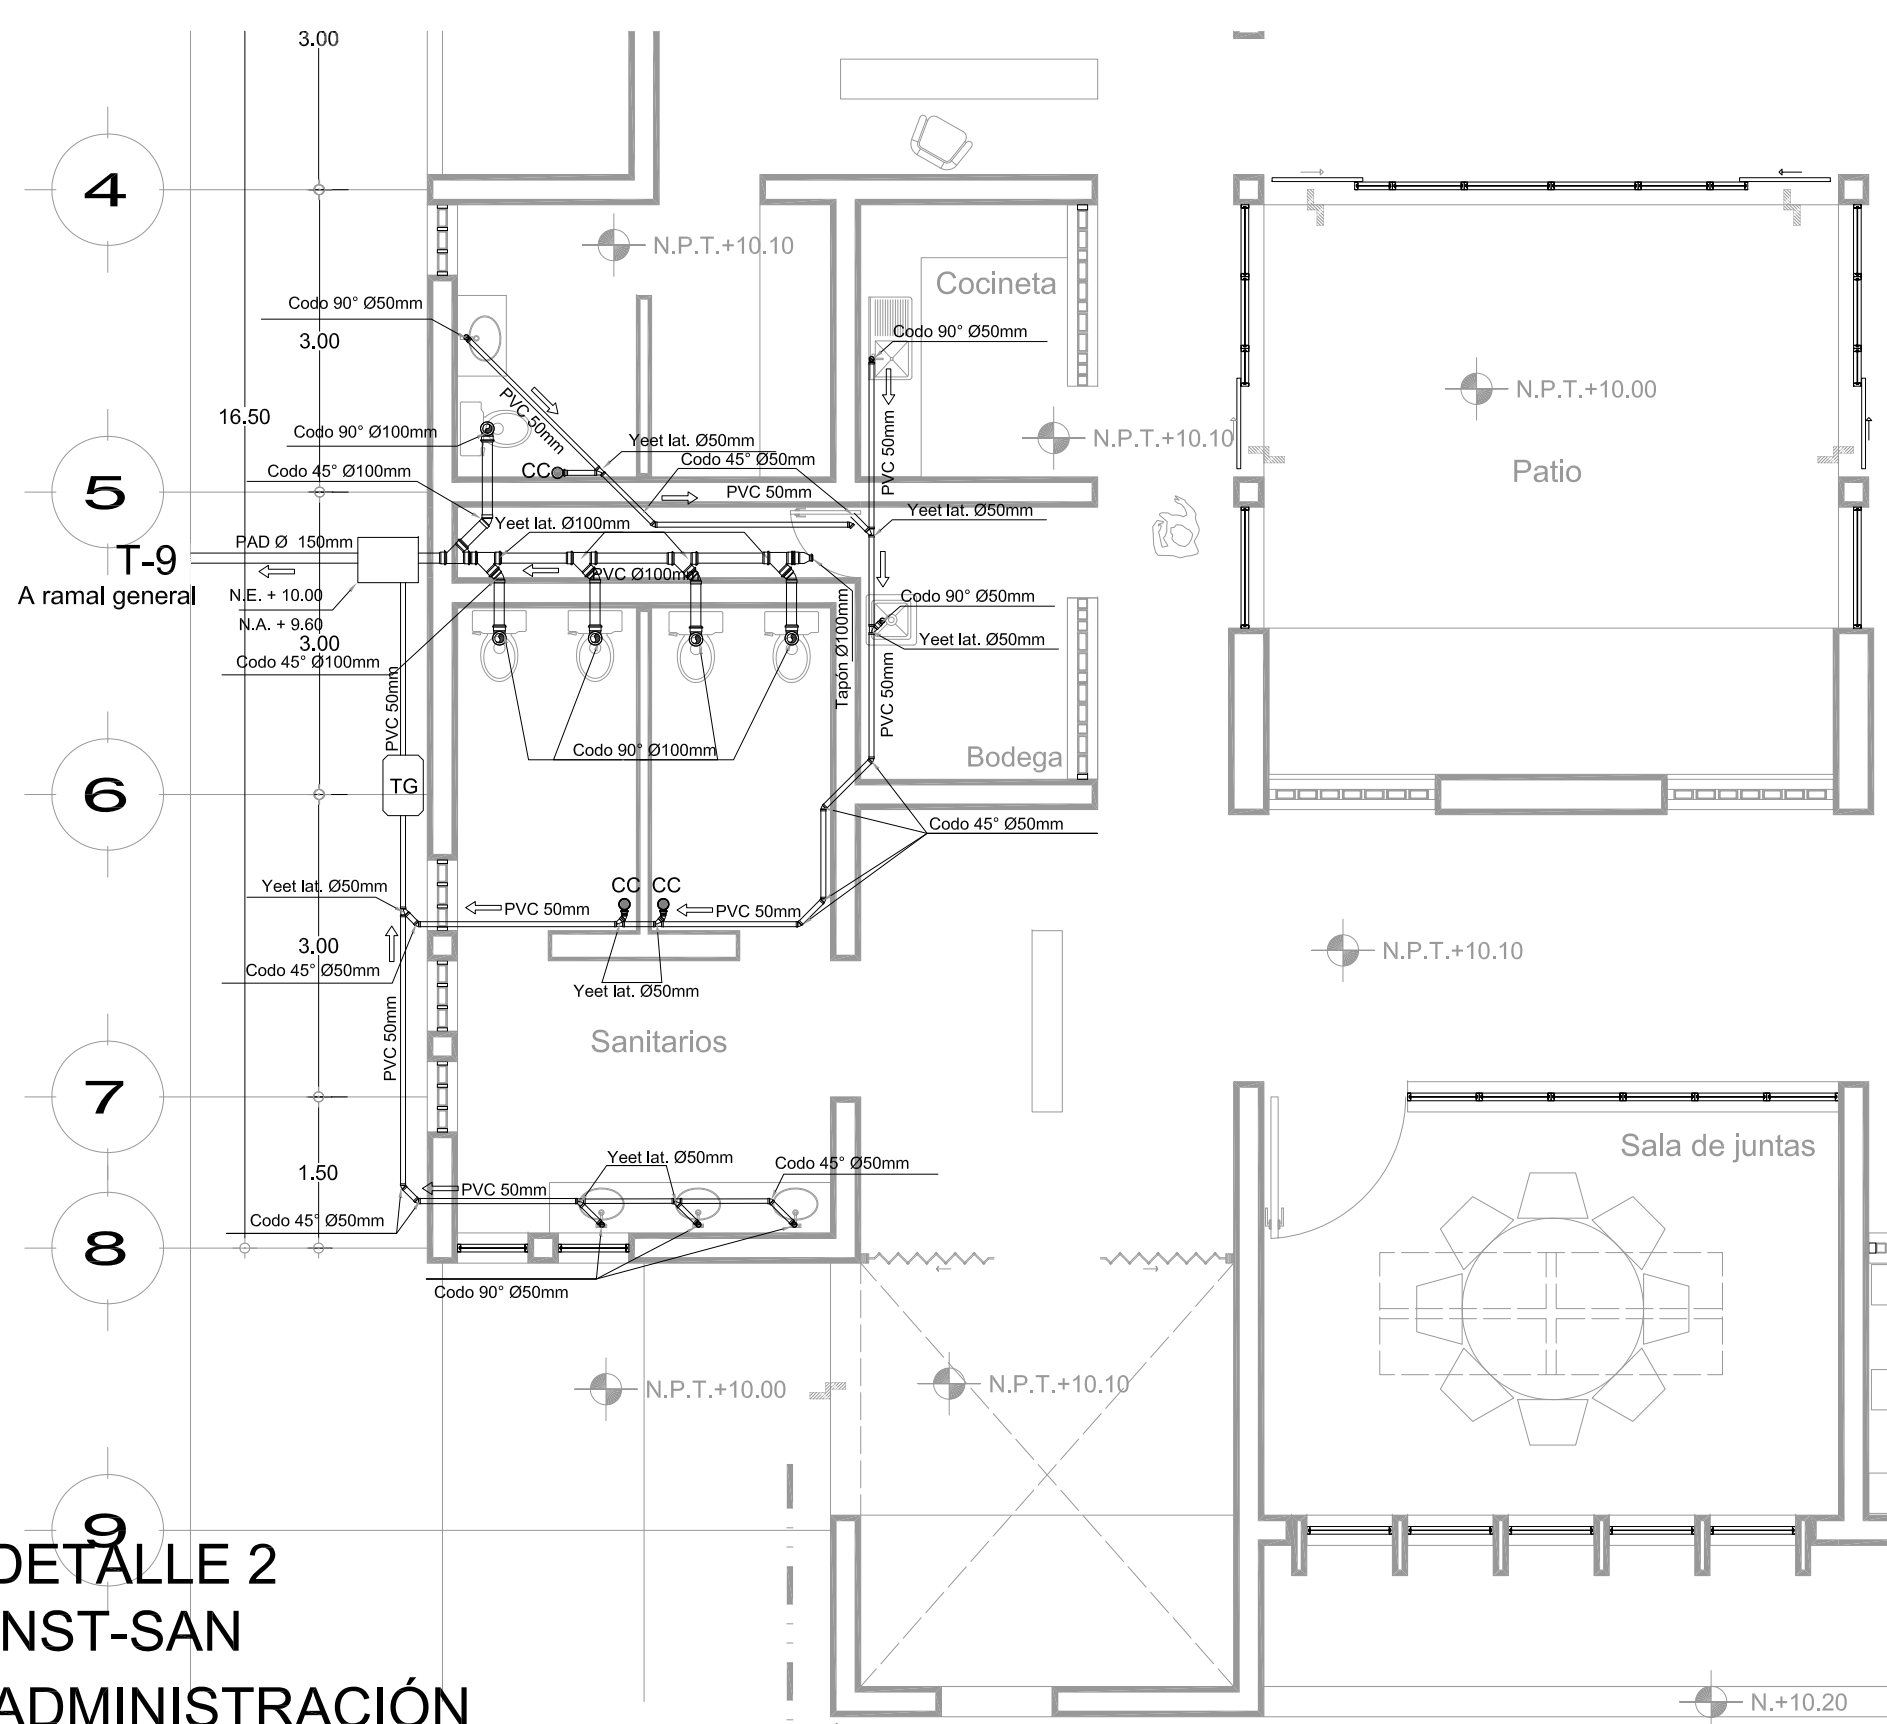 3.00
4
N.P.T.+10.10
Cocineta
Codo 90° Ø50mm
3.00
Codo 90° Ø50mm
N.P.T.+10.00
PVC 50mm
16.50
Codo 90° Ø100mm
Yeet lat. Ø50mm
PVC 50mm
N.P.T.+10.10
Codo 45° Ø100mm
CC
Codo 45° Ø50mm
Patio
5
PVC 50mm
Yeet lat. Ø100mm
Yeet lat. Ø50mm
PAD Ø 150mm
T-9
PVC Ø100mm
A ramal general
N.E. + 10.00
Codo 90° Ø50mm
N.A. + 9.60
3.00
Yeet lat. Ø50mm
Codo 45° Ø100mm
Tapón Ø100mm
PVC 50mm
PVC 50mm
Codo 90° Ø100mm
Bodega
6
TG
Codo 45° Ø50mm
Yeet lat. Ø50mm
CC
CC
PVC 50mm
PVC 50mm
3.00
N.P.T.+10.10
Codo 45° Ø50mm
Yeet lat. Ø50mm
PVC 50mm
Sanitarios
7
Sala de juntas
1.50
Yeet lat. Ø50mm
Codo 45° Ø50mm
PVC 50mm
Codo 45° Ø50mm
8
Codo 90° Ø50mm
N.P.T.+10.00
N.P.T.+10.10
9
DETALLE 2
NST-SAN
ADMINISTRACIÓN
N.+10.20